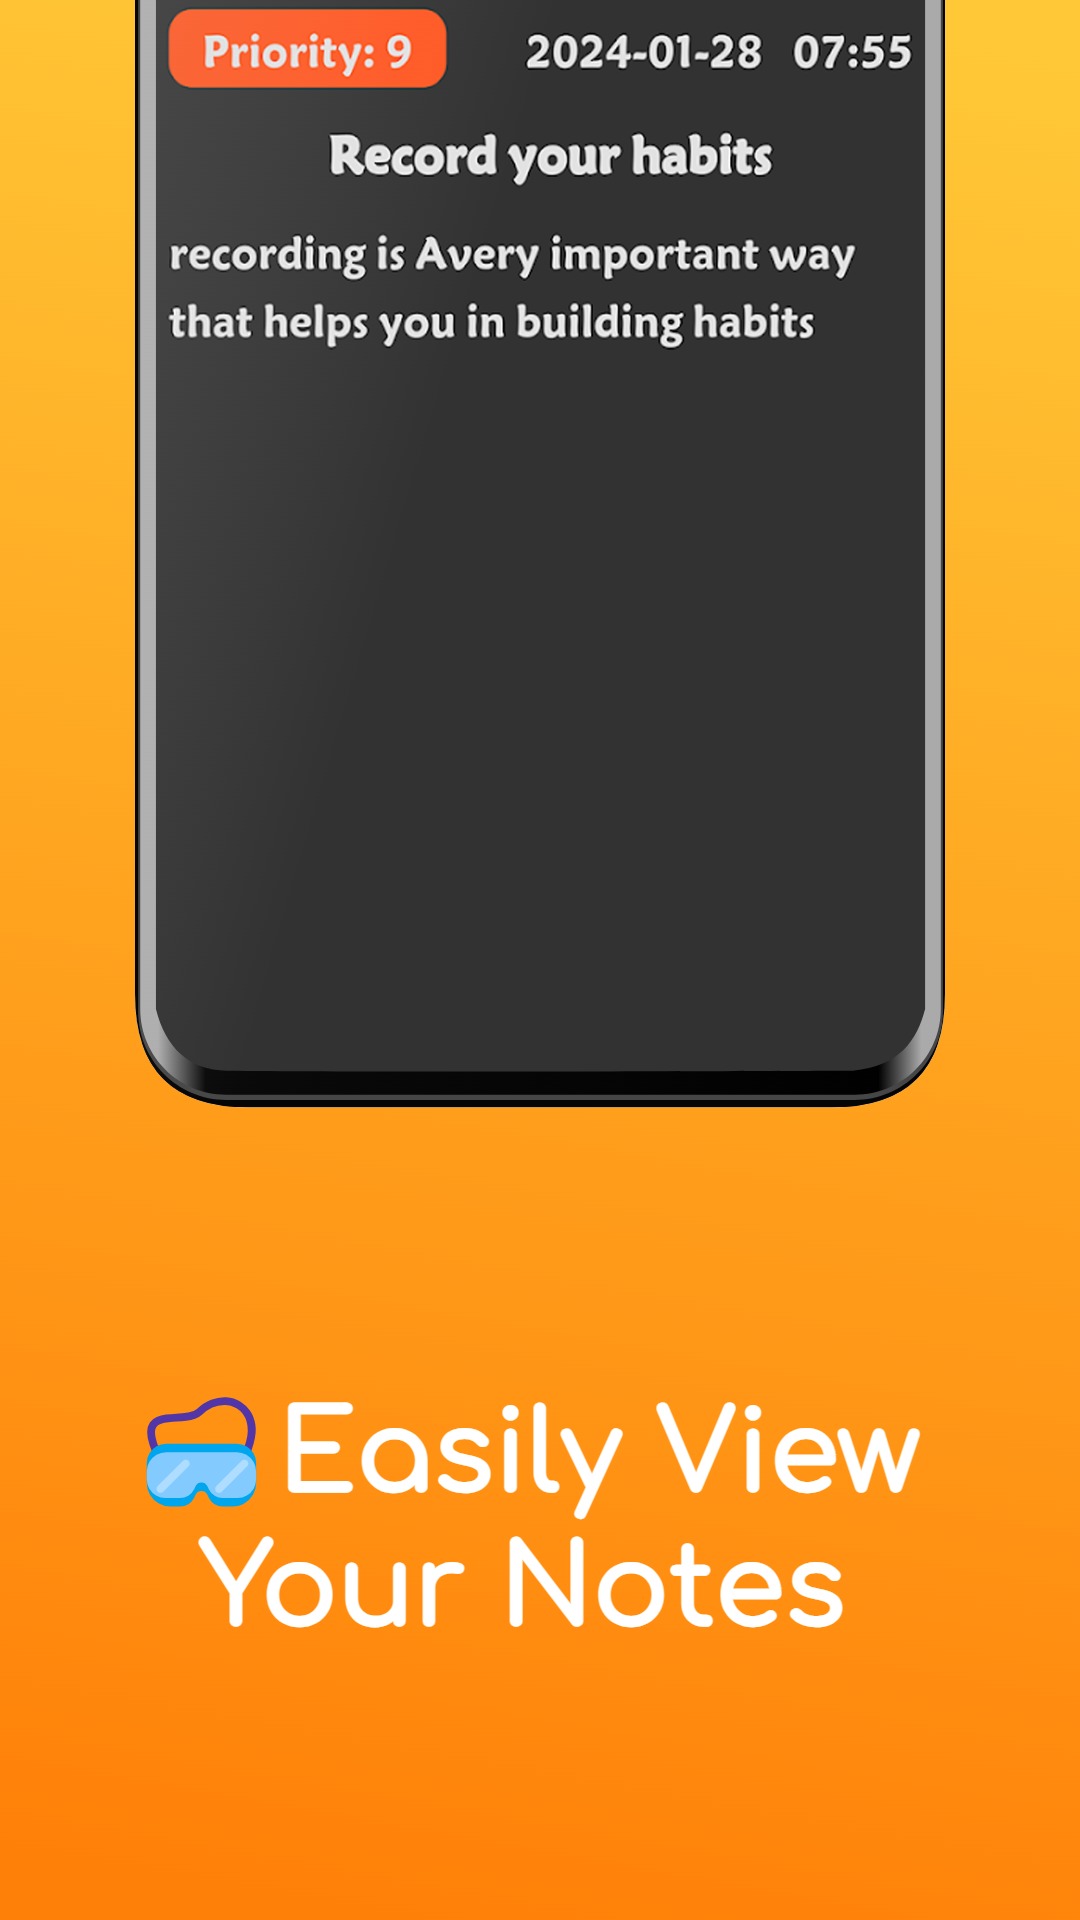 Priority: 9 2024-01-28 07:55
Record your habits
recording is Avery important way
that helps you in building habits
Easily View
Your Notes